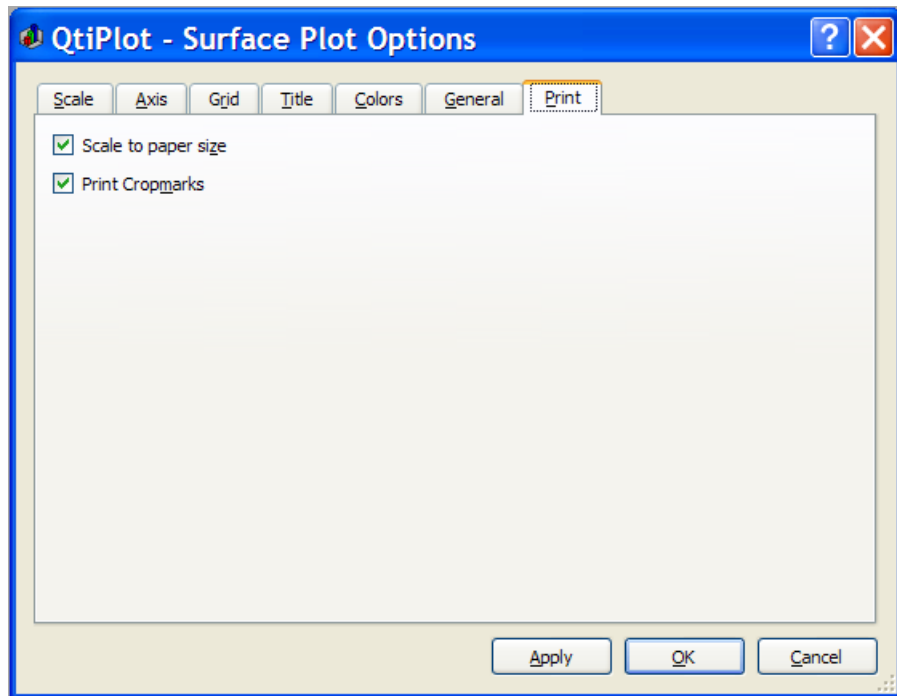 QtiPlot - Surface Plot Options
?
Scale Axis Grid Title Colors General Print
Scale to paper size
Print Cropmarks
Apply OK Cancel